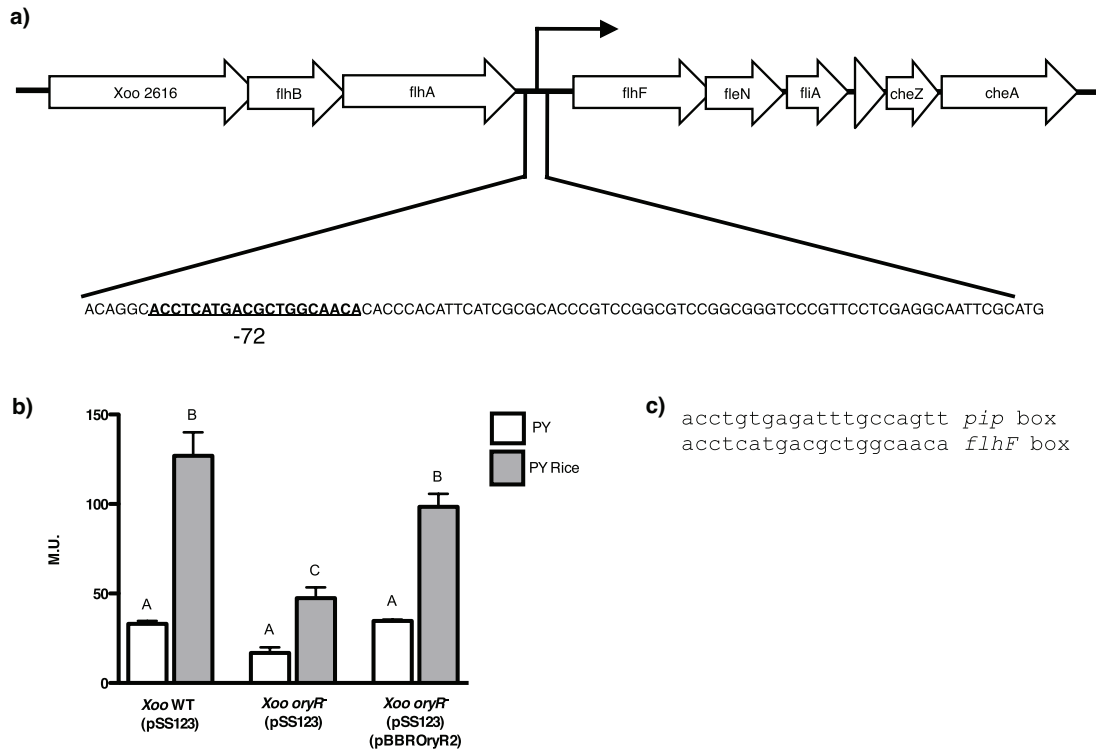 a)
Xoo 2616 flhB flhA flhF fleN fliA cheZ cheA
ACAGGCACCTCATGACGCTGGCAACACACCCACATTCATCGCGCACCCGTCCGGCGTCCGGCGGGTCCCGTTCCTCGAGGCAATTCGCATG
-72
b)
150
100
50
0
M.U.
A B A C A B
PY
PY Rice
Xoo WT
(pSS123)
Xoo oryR-
(pSS123)
Xoo oryR-
(pSS123)
(pBBROryR2)
c)
acctgtgagatttgccagtt pip box
acctcatgacgctggcaaca flhF box